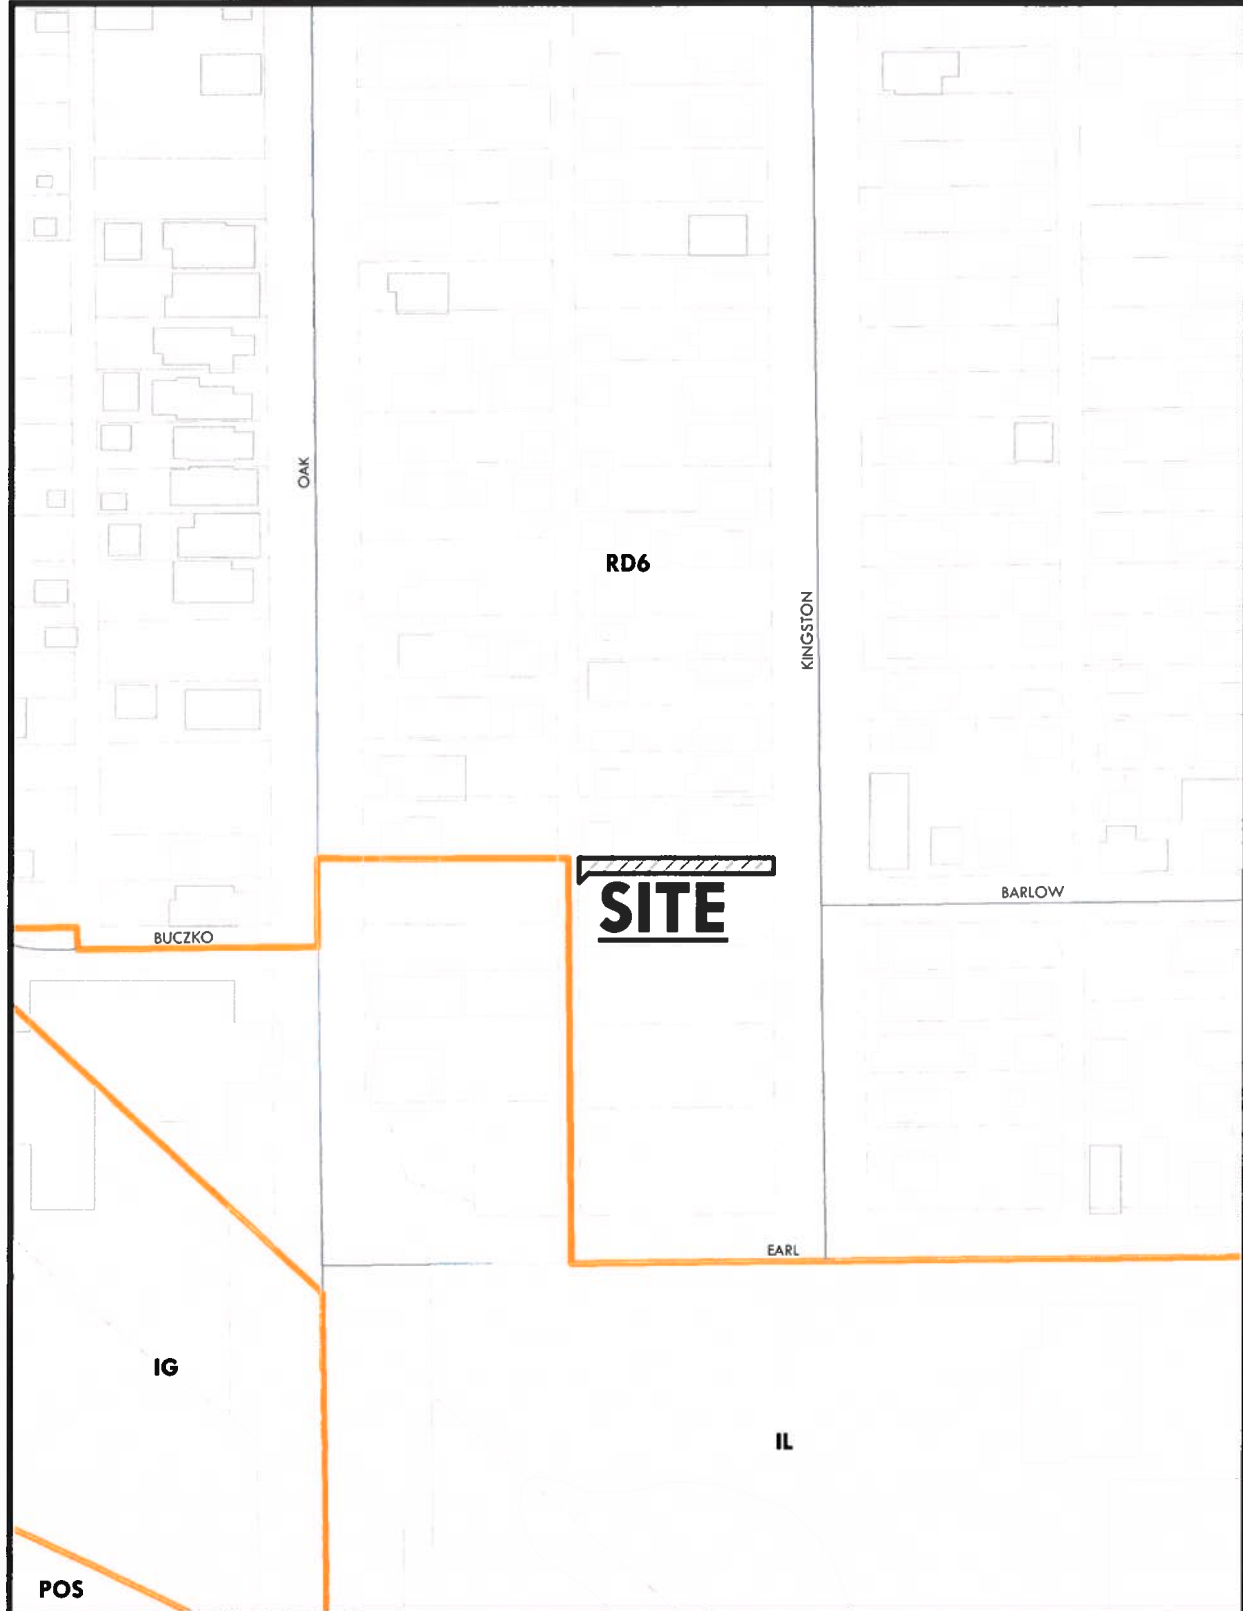 OAK
RD6
KINGSTON
SITE
BARLOW
BUCZKO
EARL
IG
IL
POS